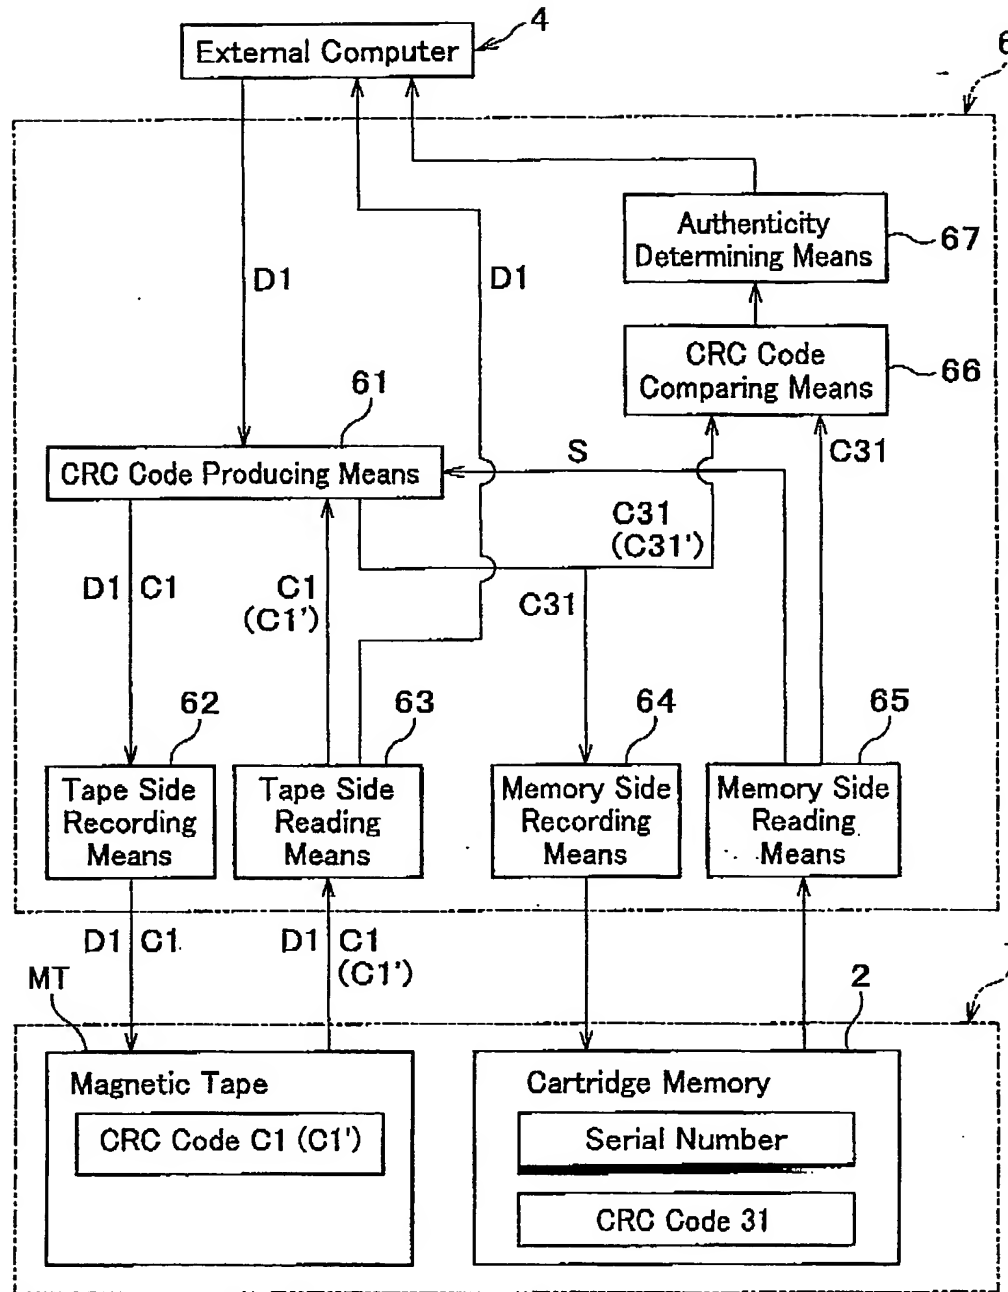 External Computer
4
6
Authenticity
Determining Means
67
D1
D1
CRC Code
Comparing Means
66
61
CRC Code Producing Means
S
C31
C31
(C31')
D1
C1
C1
(C1')
C31
62
63
64
65
Tape Side
Recording
Means
Tape Side
Reading
Means
Memory Side
Recording
Means
Memory Side
Reading
Means
D1
C1
D1
C1
(C1')
MT
2
Magnetic Tape
CRC Code C1 (C1')
Cartridge Memory
Serial Number
CRC Code 31